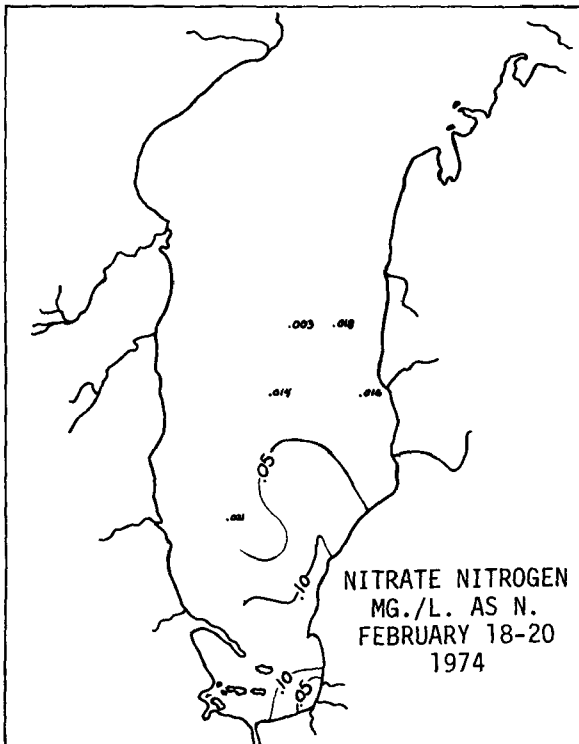 .003 .018
.014 .016
.05
.021
.10
NITRATE NITROGEN
MG./L. AS N.
FEBRUARY 18-20
1974
.10
.05